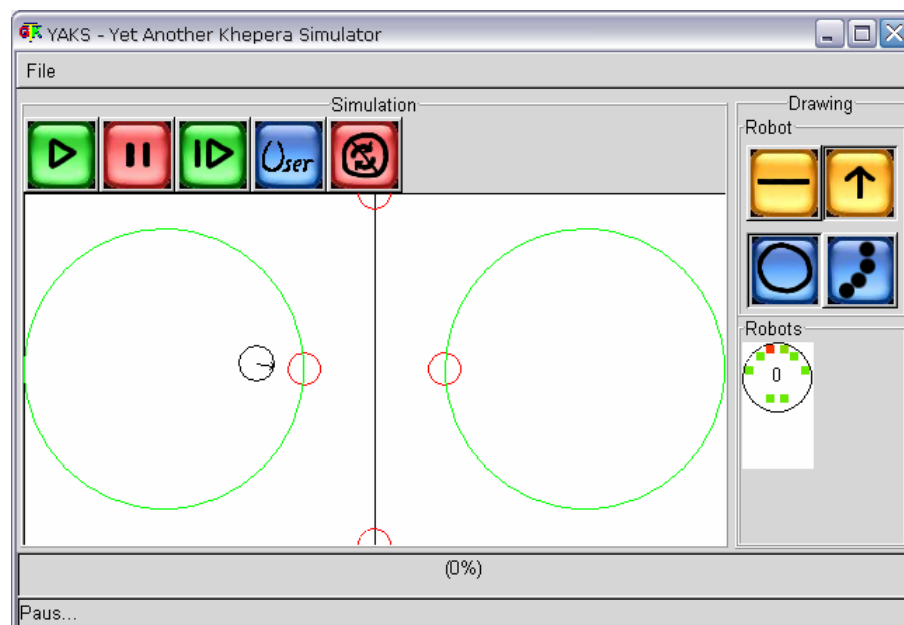 YAKS - Yet Another Khepera Simulator
File
Simulation
User
Drawing
Robot
Robots
0
(0%)
Paus...